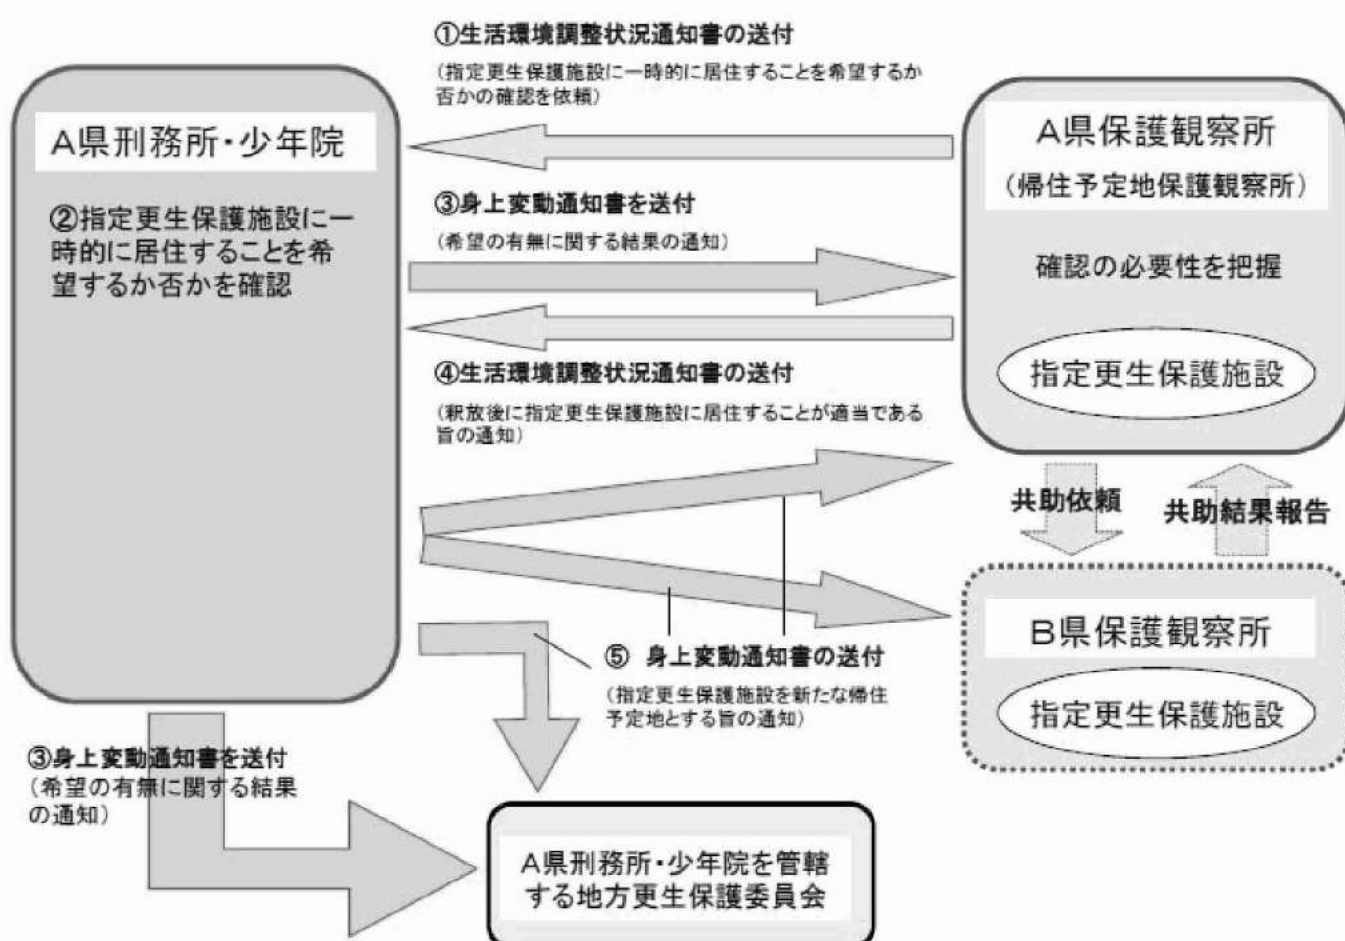 ①生活環境調整状況通知書の送付
(指定更生保護施設に一時的に居住することを希望するか
否かの確認を依頼)
A県刑務所・少年院
②指定更生保護施設に一
時的に居住することを希
望するか否かを確認
A県保護観察所
(帰住予定地保護観察所)
確認の必要性を把握
指定更生保護施設
③身上変動通知書を送付
(希望の有無に関する結果の通知)
④生活環境調整状況通知書の送付
(釈放後に指定更生保護施設に居住することが適当である
旨の通知)
共助依頼
共助結果報告
B県保護観察所
指定更生保護施設
⑤ 身上変動通知書の送付
(指定更生保護施設を新たな帰住
予定地とする旨の通知)
③身上変動通知書を送付
(希望の有無に関する結果
の通知)
A県刑務所・少年院を管轄
する地方更生保護委員会